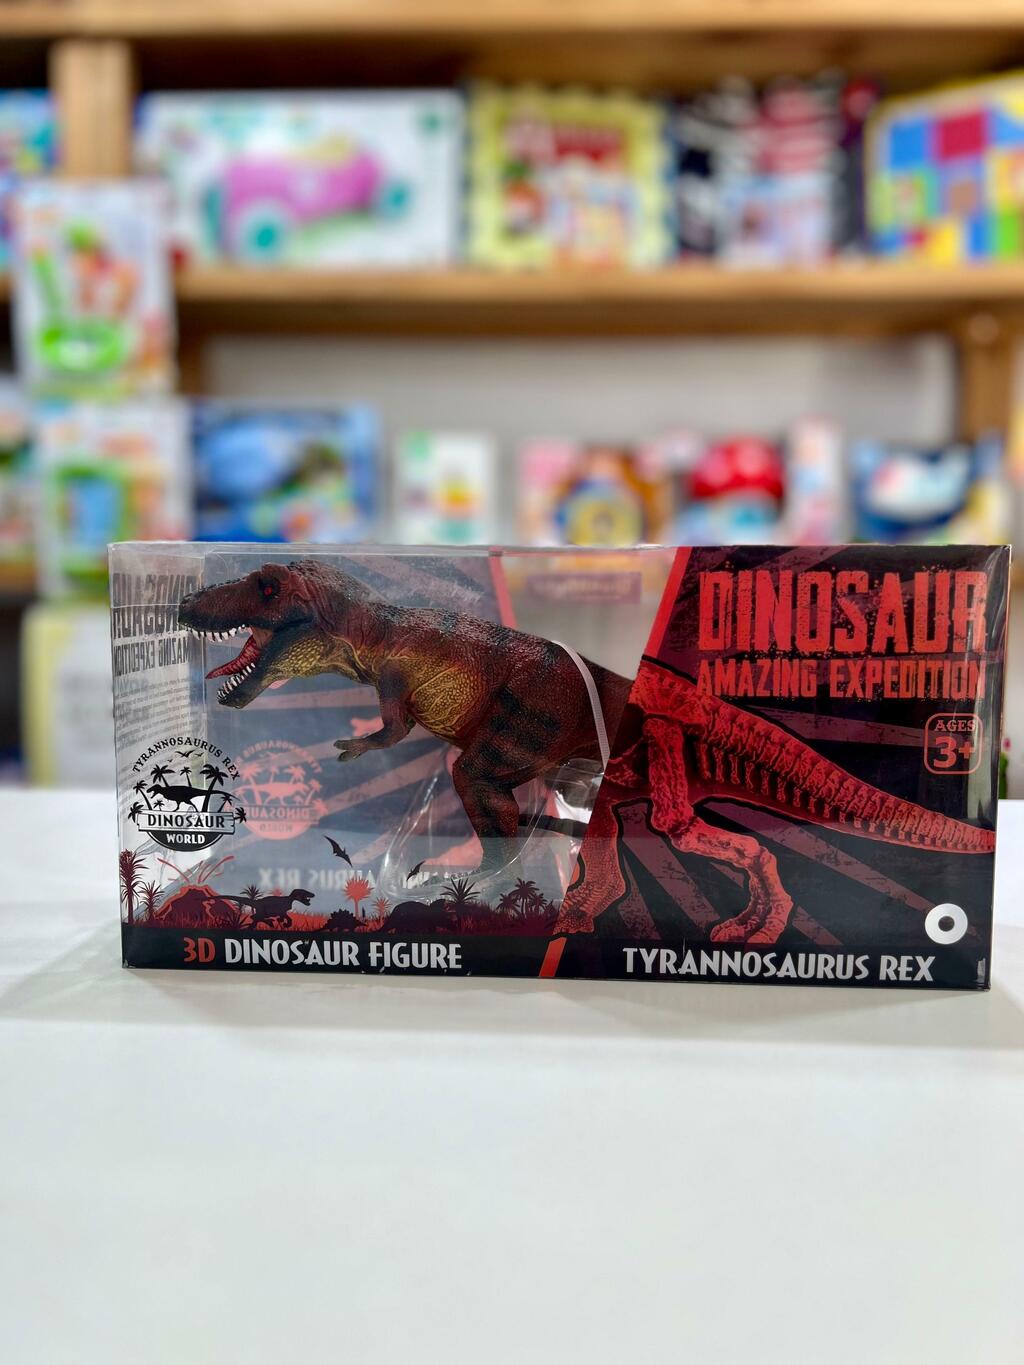 DINOSAUR
AMAZING EXPEDITION
AGES
3+
TYRANNOSAURUS REX
DINOSAUR
WORLD
3D DINOSAUR FIGURE
TYRANNOSAURUS REX